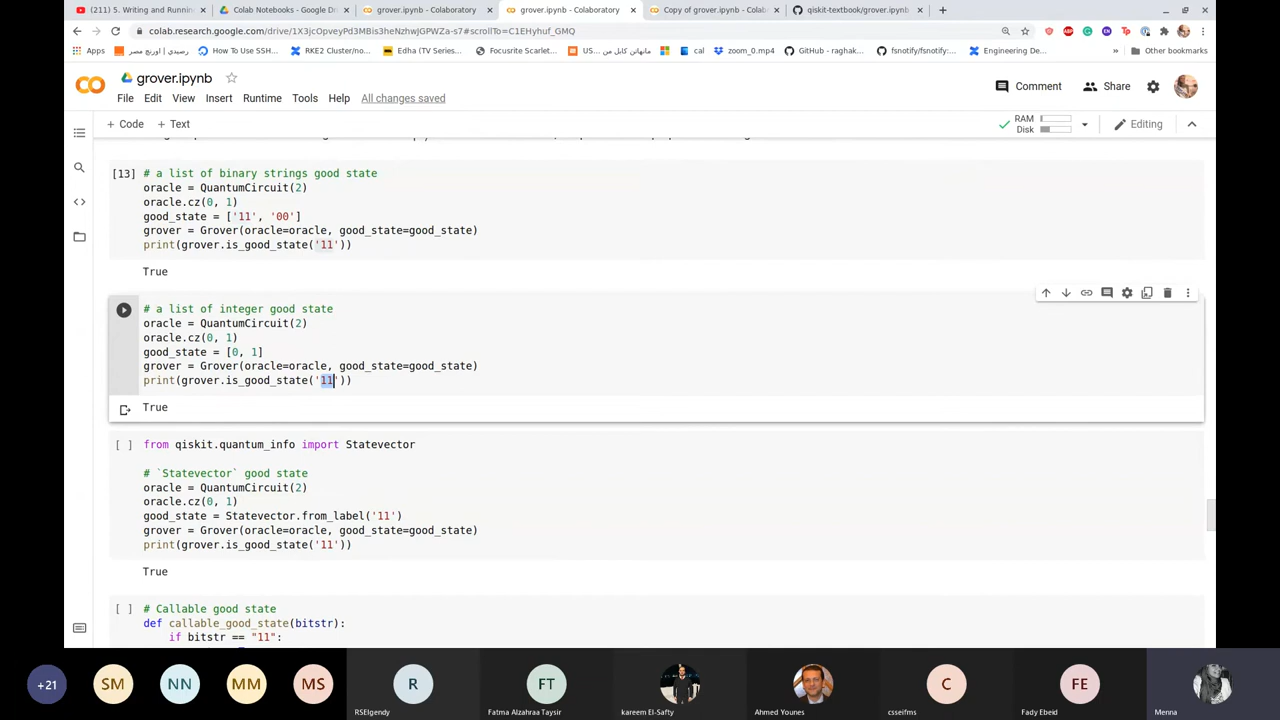 (211) 5. Writing and Runnin
Colab Notebooks - Google D
grover.ipynb - Colaboratory
grover.ipynb - Colaboratory
Copy of grover.ipynb - Colab
qiskit-textbook/grover.ipynb
colab.research.google.com/drive/1X3jcOpveyPd3MBis3heNzhwJGPWZa-s7#scrollTo=C1EHyhuf_GMQ
Apps
رصيدي | اورنج مصر
How To Use SSH...
RKE2 Cluster/no...
Edha (TV Series...
Focusrite Scarlet...
US... مانهاتن كابل من
cal
zoom_0.mp4
GitHub - raghak...
fsnotify/fsnotify:...
Engineering De...
»
Other bookmarks
grover.ipynb
Comment
Share
File Edit View Insert Runtime Tools Help All changes saved
+ Code + Text
RAM
Disk
Editing
[13] # a list of binary strings good state
oracle = QuantumCircuit(2)
oracle.cz(0, 1)
good_state = ['11', '00']
grover = Grover(oracle=oracle, good_state=good_state)
print(grover.is_good_state('11'))
True
# a list of integer good state
oracle = QuantumCircuit(2)
oracle.cz(0, 1)
good_state = [0, 1]
grover = Grover(oracle=oracle, good_state=good_state)
print(grover.is_good_state('11'))
True
[ ] from qiskit.quantum_info import Statevector
# `Statevector` good state
oracle = QuantumCircuit(2)
oracle.cz(0, 1)
good_state = Statevector.from_label('11')
grover = Grover(oracle=oracle, good_state=good_state)
print(grover.is_good_state('11'))
True
[ ] # Callable good state
def callable_good_state(bitstr):
if bitstr == "11":
+21
SM
NN
MM
MS
R
FT
C
FE
RSElgendy
Fatma Alzahraa Taysir
kareem El-Safty
Ahmed Younes
csseifms
Fady Ebeid
Menna